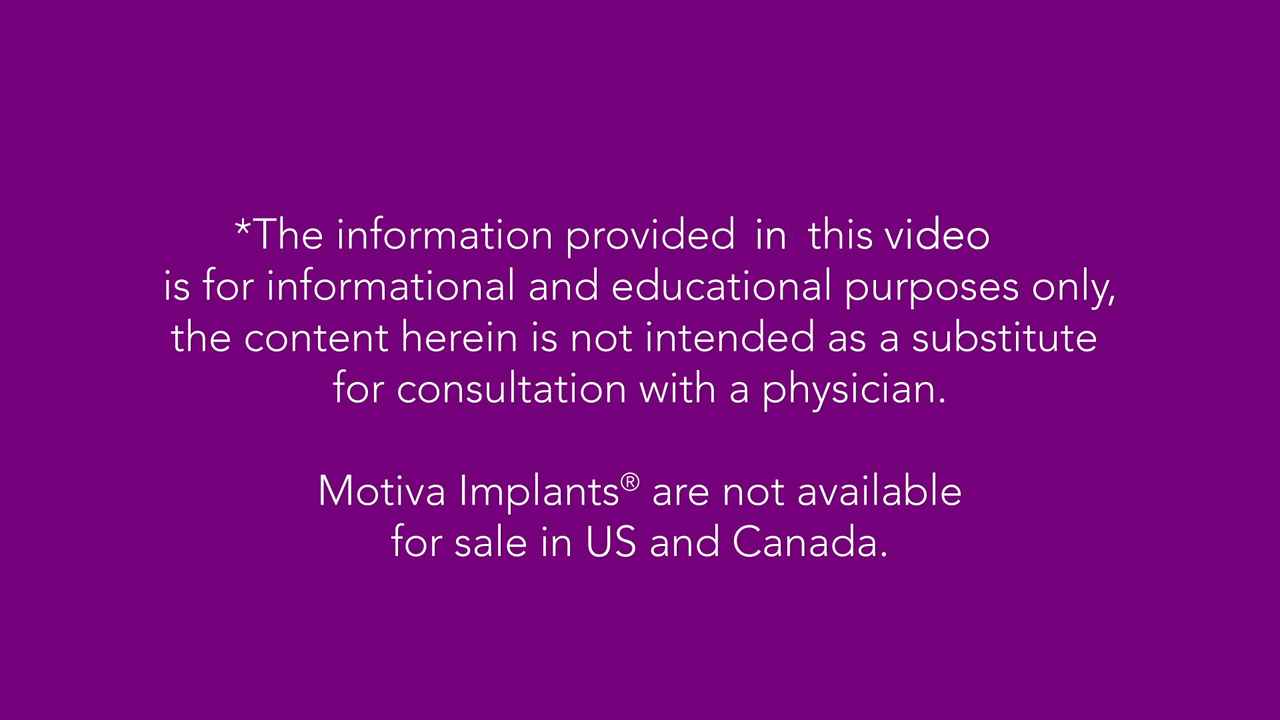 *The information provided in this video
is for informational and educational purposes only,
the content herein is not intended as a substitute
for consultation with a physician.
Motiva Implants® are not available
for sale in US and Canada.